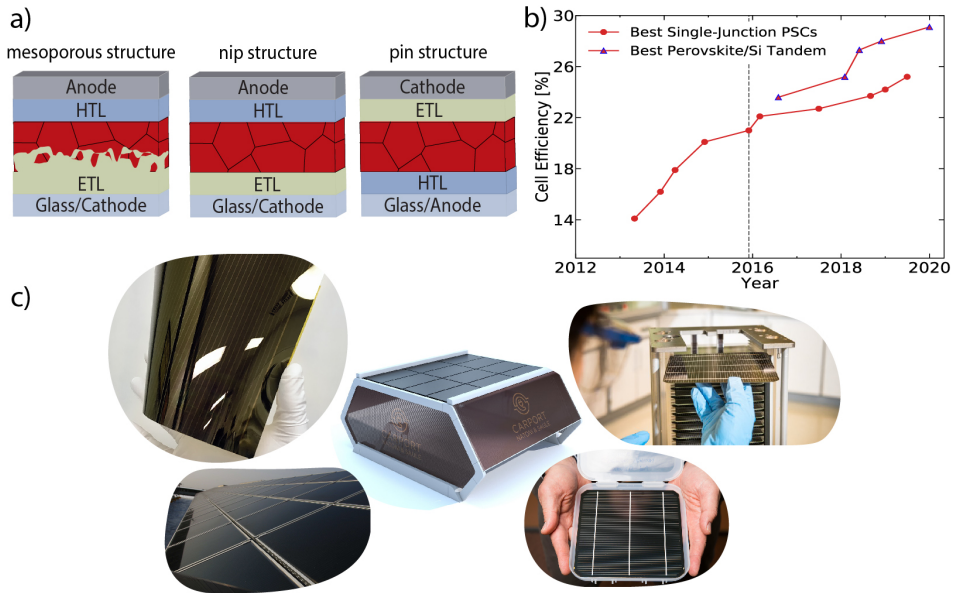 a)
mesoporous structure
nip structure
pin structure
Anode
HTL
ETL
Glass/Cathode
Anode
HTL
ETL
Glass/Cathode
Cathode
ETL
HTL
Glass/Anode
b)
Best Single-Junction PSCs
Best Perovskite/Si Tandem
Cell Efficiency [%]
30
26
22
18
14
2012
2014
2016
2018
2020
Year
c)
CARPORT